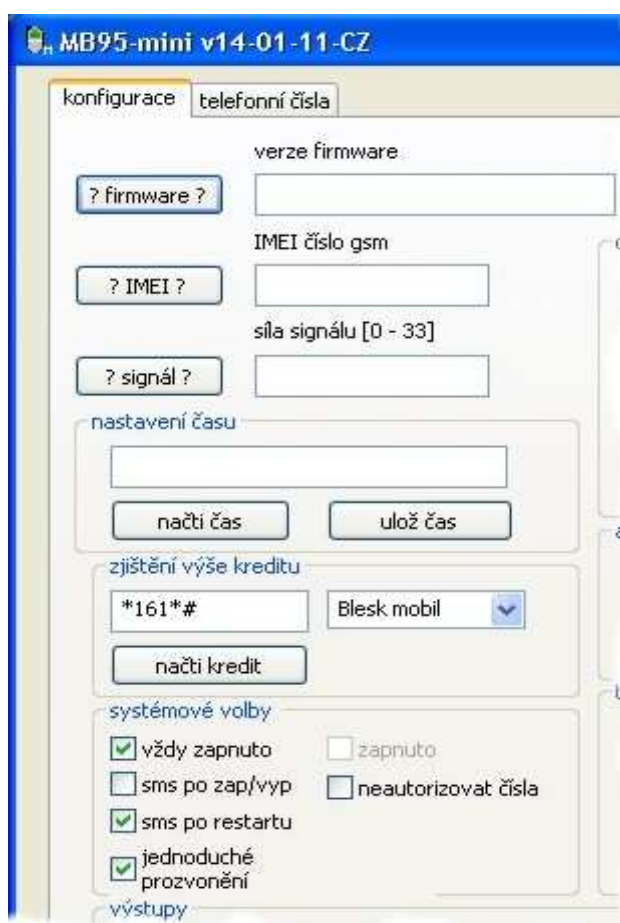 MB95-mini v14-01-11-CZ
konfigurace telefonní čísla
verze firmware
? firmware ?
IMEI číslo gsm
? IMEI ?
síla signálu [0 - 33]
? signál ?
nastavení času
načti čas ulož čas
zjištění výše kreditu
*161*# Blesk mobil
načti kredit
systémové volby
vždy zapnuto zapnuto
sms po zap/vyp neautorizovat čísla
sms po restartu
jednoduché
prozvonění
výstupy